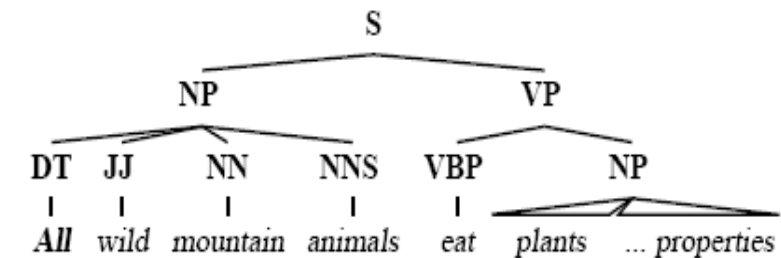 S
NP VP
DT JJ NN NNS VBP NP
All wild mountain animals eat plants ... properties